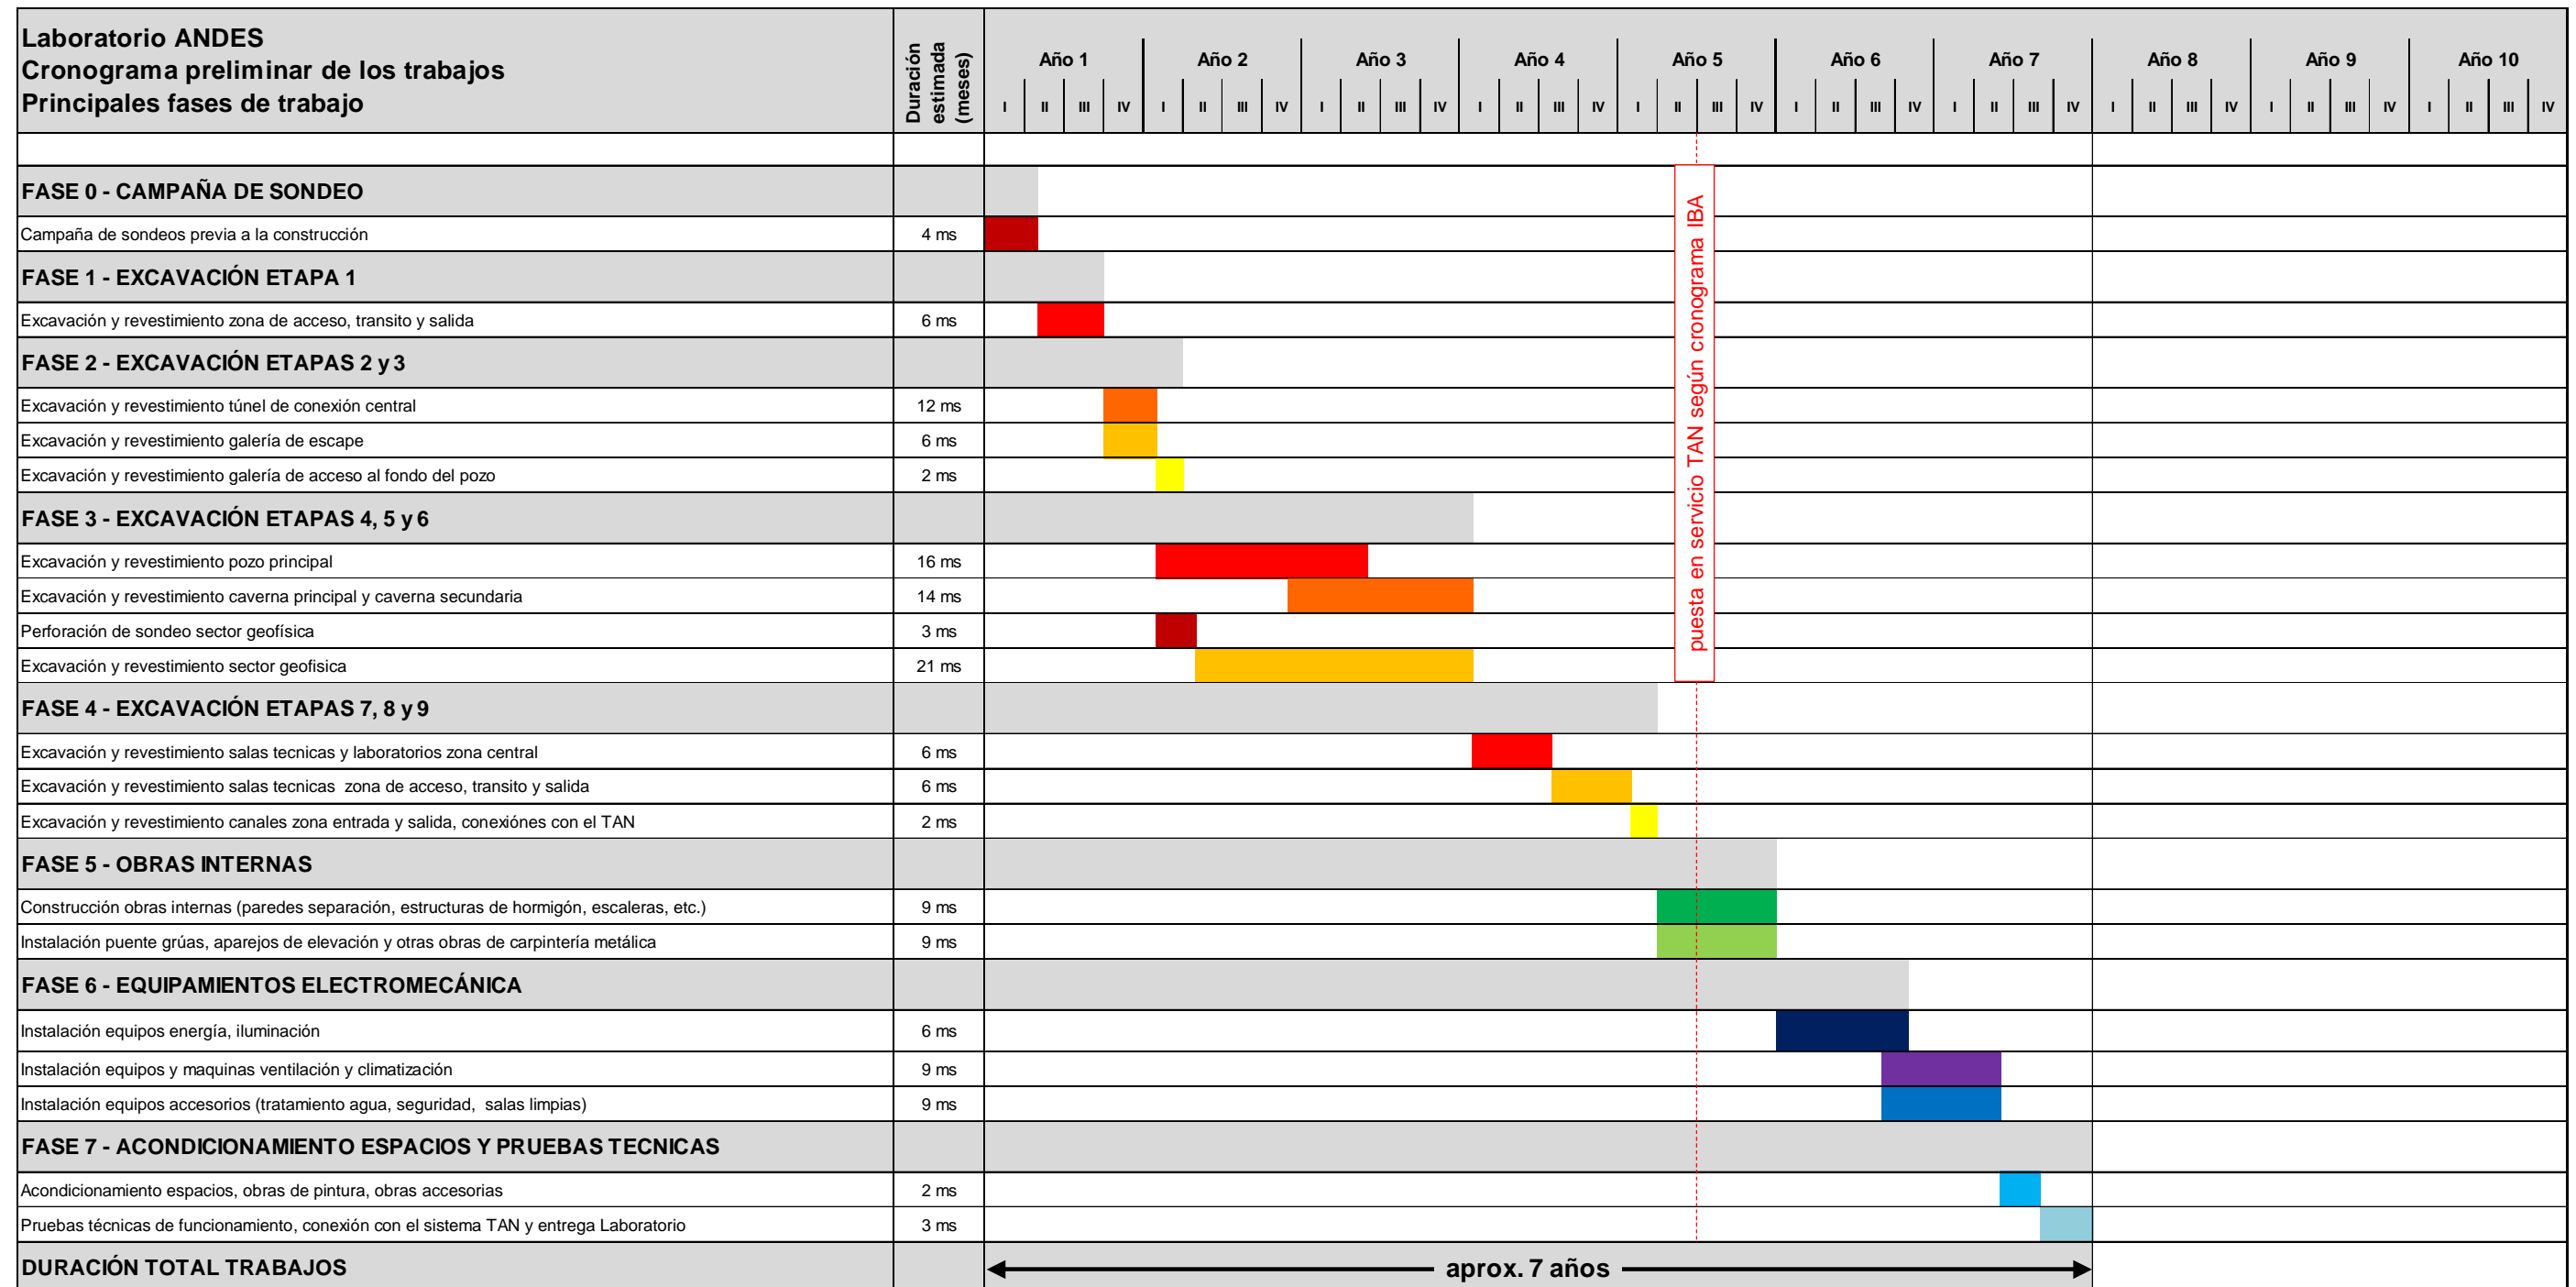 Laboratorio ANDES
Cronograma preliminar de los trabajos
Principales fases de trabajo
Duración
estimada
(meses)
Año 1 Año 2 Año 3 Año 4 Año 5 Año 6 Año 7 Año 8 Año 9 Año 10
I II III IV I II III IV I II III IV I II III IV I II III IV I II III IV I II III IV I II III IV I II III IV I II III IV
FASE 0 - CAMPAÑA DE SONDEO
Campaña de sondeos previa a la construcción 4 ms
FASE 1 - EXCAVACIÓN ETAPA 1
Excavación y revestimiento zona de acceso, transito y salida 6 ms
FASE 2 - EXCAVACIÓN ETAPAS 2 y 3
Excavación y revestimiento túnel de conexión central 12 ms
Excavación y revestimiento galería de escape 6 ms
Excavación y revestimiento galería de acceso al fondo del pozo 2 ms
FASE 3 - EXCAVACIÓN ETAPAS 4, 5 y 6
Excavación y revestimiento pozo principal 16 ms
Excavación y revestimiento caverna principal y caverna secundaria 14 ms
Perforación de sondeo sector geofísica 3 ms
Excavación y revestimiento sector geofisica 21 ms
puesta en servicio TAN según cronograma IBA
FASE 4 - EXCAVACIÓN ETAPAS 7, 8 y 9
Excavación y revestimiento salas tecnicas y laboratorios zona central 6 ms
Excavación y revestimiento salas tecnicas  zona de acceso, transito y salida 6 ms
Excavación y revestimiento canales zona entrada y salida, conexiónes con el TAN 2 ms
FASE 5 - OBRAS INTERNAS
Construcción obras internas (paredes separación, estructuras de hormigón, escaleras, etc.) 9 ms
Instalación puente grúas, aparejos de elevación y otras obras de carpintería metálica 9 ms
FASE 6 - EQUIPAMIENTOS ELECTROMECÁNICA
Instalación equipos energía, iluminación 6 ms
Instalación equipos y maquinas ventilación y climatización 9 ms
Instalación equipos accesorios (tratamiento agua, seguridad,  salas limpias) 9 ms
FASE 7 - ACONDICIONAMIENTO ESPACIOS Y PRUEBAS TECNICAS
Acondicionamiento espacios, obras de pintura, obras accesorias 2 ms
Pruebas técnicas de funcionamiento, conexión con el sistema TAN y entrega Laboratorio 3 ms
DURACIÓN TOTAL TRABAJOS aprox. 7 años